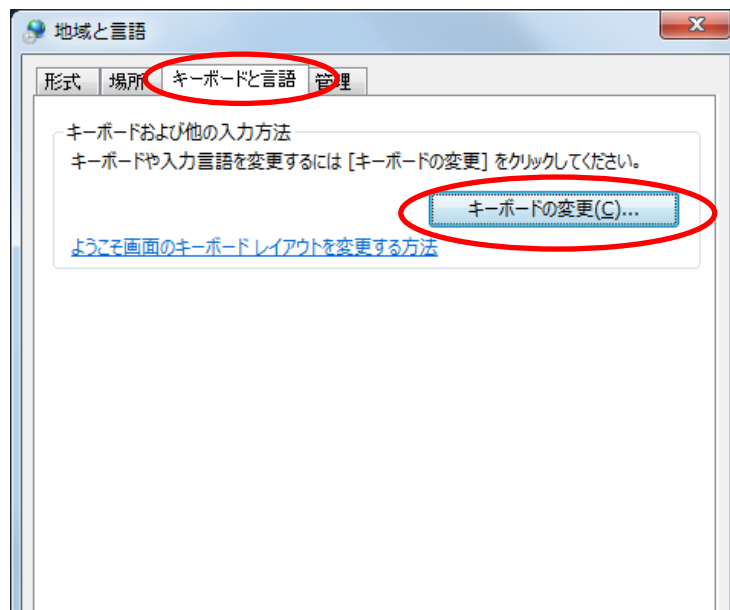 地域と言語
形式 場所 キーボードと言語 管理
キーボードおよび他の入力方法
キーボードや入力言語を変更するには [キーボードの変更] をクリックしてください。
キーボードの変更(C)...
ようこそ画面のキーボード レイアウトを変更する方法